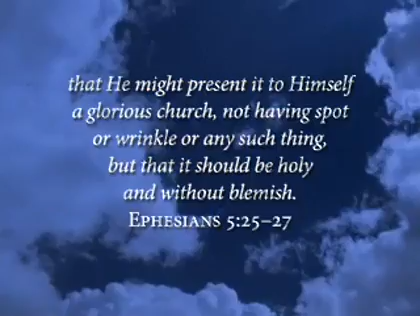 that He might present it to Himself
a glorious church, not having spot
or wrinkle or any such thing,
but that it should be holy
and without blemish.
EPHESIANS 5:25–27